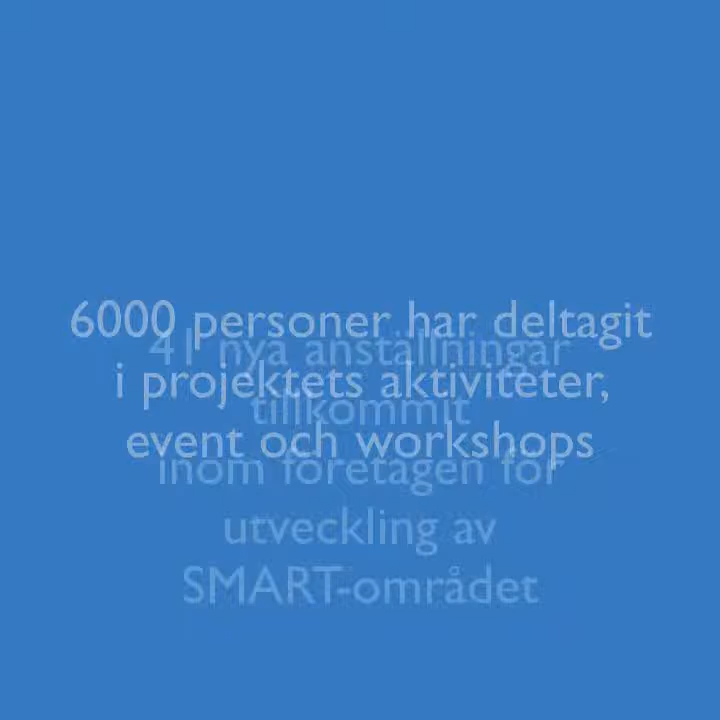 6000 personer har deltagit
i projektets aktiviteter,
event och workshops
41 nya anställningar
tillkommit
inom företagen för
utveckling av
SMART-området